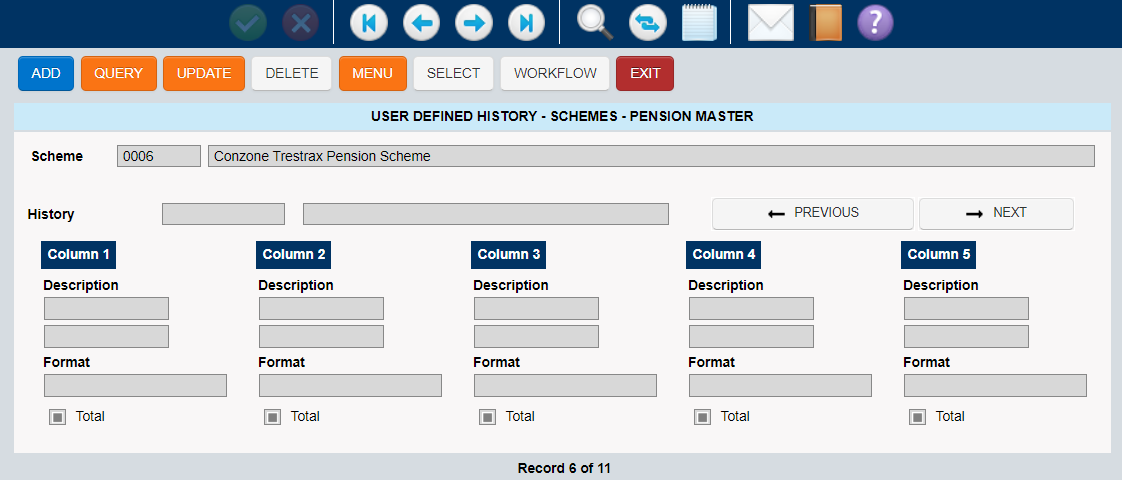 ?
ADD QUERY UPDATE DELETE MENU SELECT WORKFLOW EXIT
USER DEFINED HISTORY - SCHEMES - PENSION MASTER
Scheme 0006 Conzone Trestrax Pension Scheme
History PREVIOUS NEXT
Column 1 Column 2 Column 3 Column 4 Column 5
Description Description Description Description Description
Format Format Format Format Format
Total Total Total Total Total
Record 6 of 11